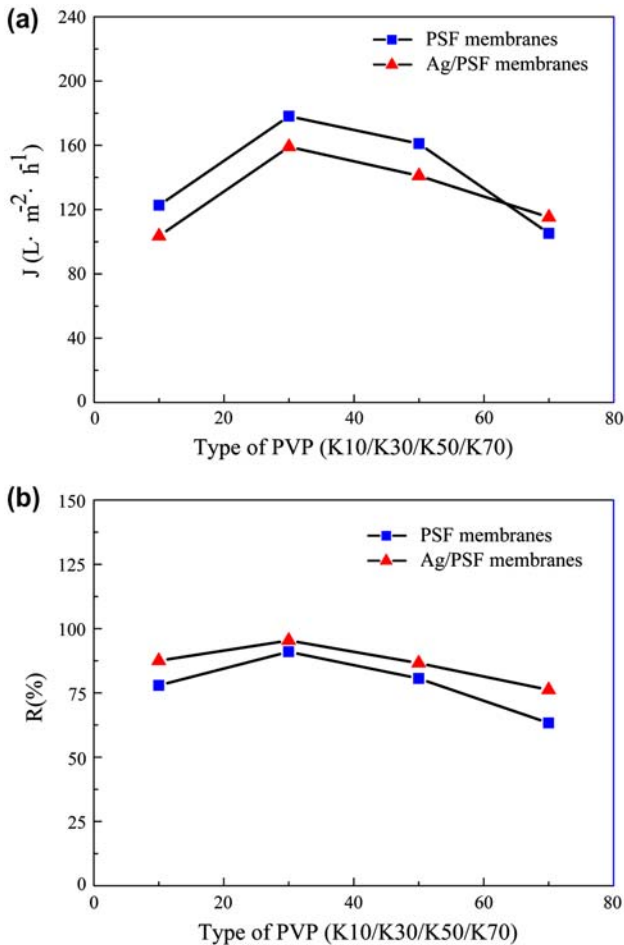 (a)
240
200
160
120
80
40
0
J (L· m⁻²· h⁻¹)
PSF membranes
Ag/PSF membranes
0 20 40 60 80
Type of PVP (K10/K30/K50/K70)
(b)
150
125
100
75
50
25
0
R(%)
PSF membranes
Ag/PSF membranes
0 20 40 60 80
Type of PVP (K10/K30/K50/K70)